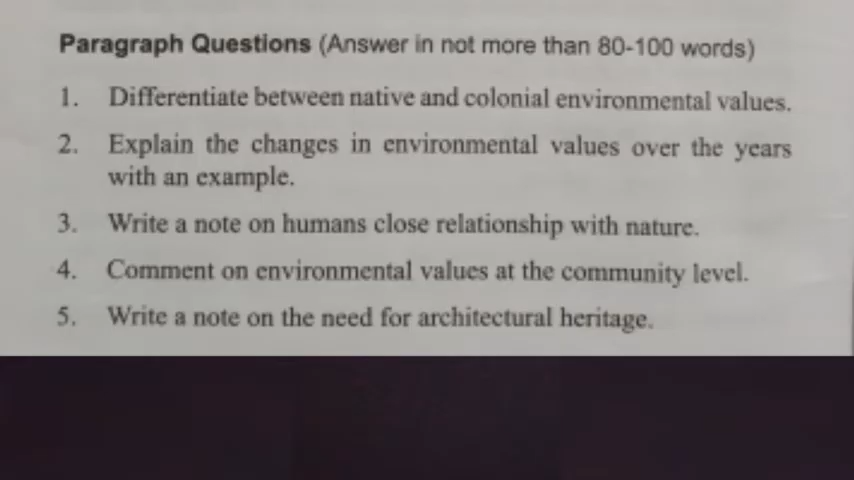 Paragraph Questions (Answer in not more than 80-100 words)
1. Differentiate between native and colonial environmental values.
2. Explain the changes in environmental values over the years
with an example.
3. Write a note on humans close relationship with nature.
4. Comment on environmental values at the community level.
5. Write a note on the need for architectural heritage.